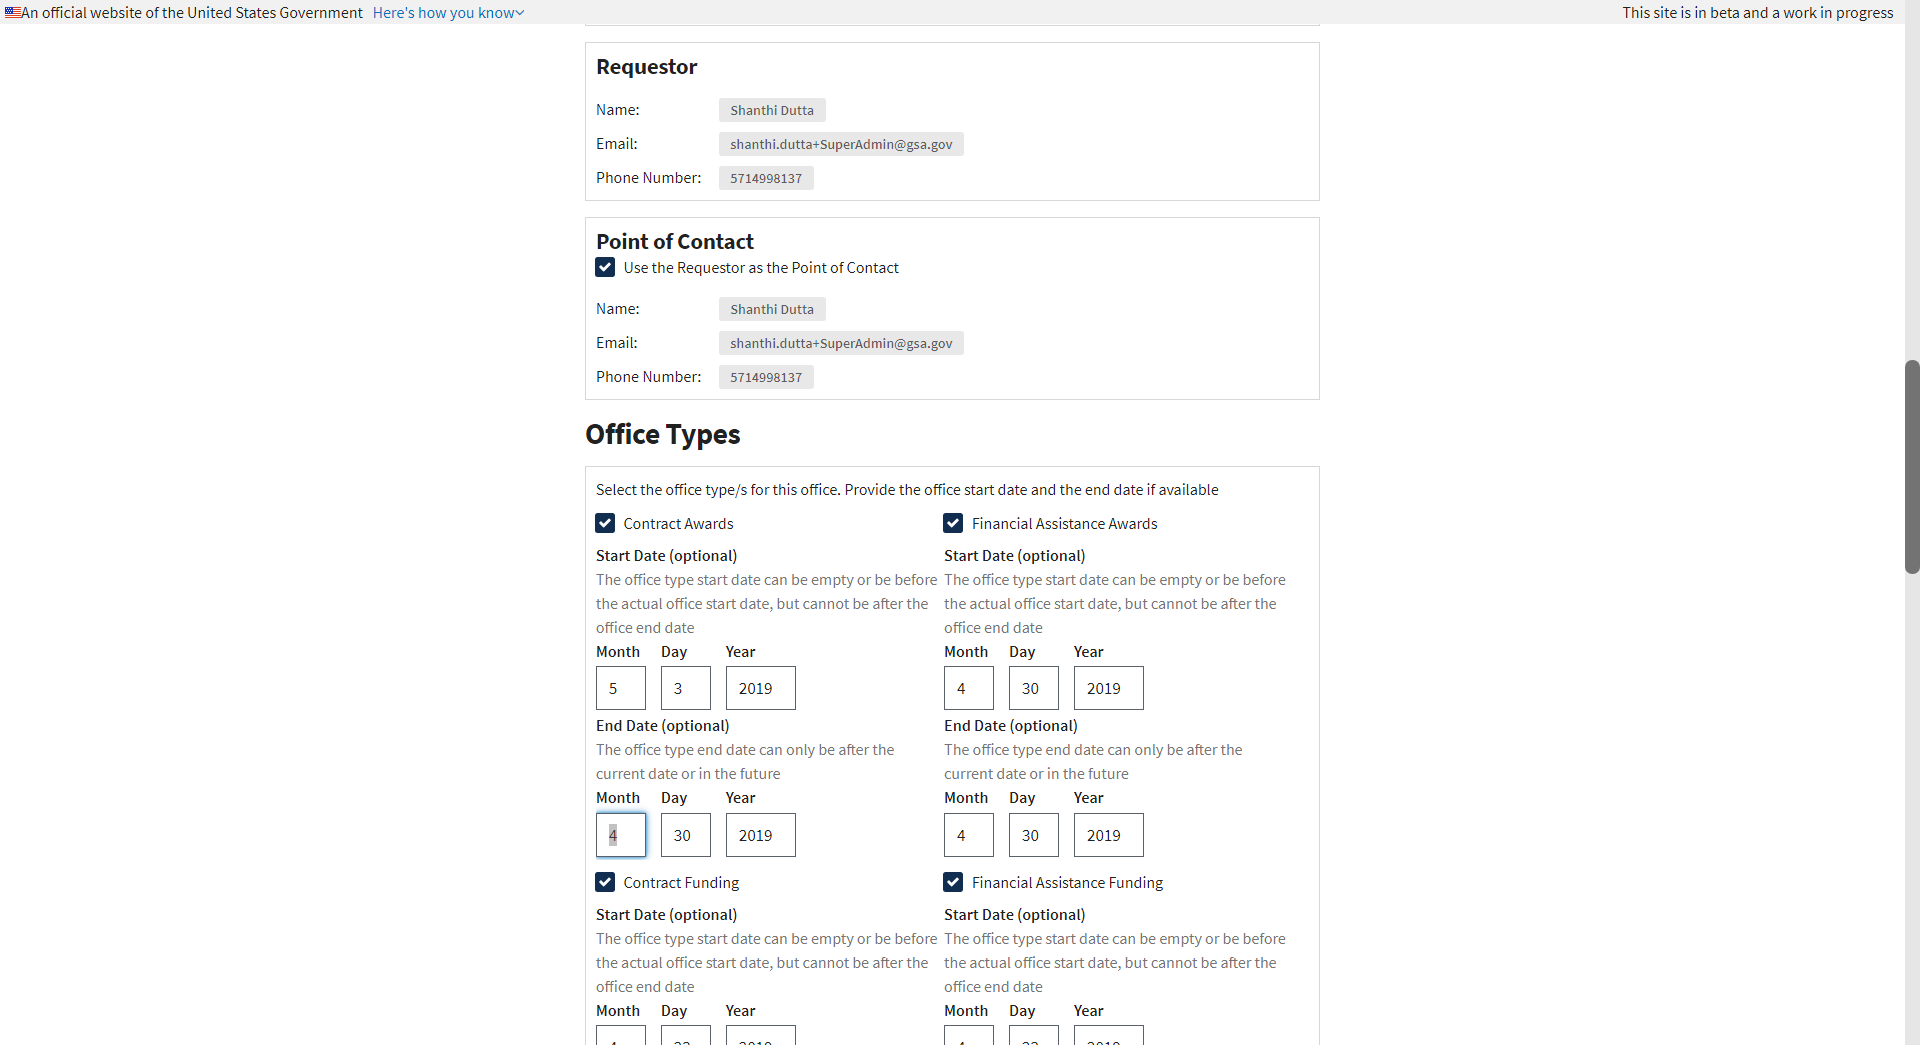 An official website of the United States Government Here's how you know
This site is in beta and a work in progress
Requestor
Name: Shanthi Dutta
Email: shanthi.dutta+SuperAdmin@gsa.gov
Phone Number: 5714998137
Point of Contact
Use the Requestor as the Point of Contact
Name: Shanthi Dutta
Email: shanthi.dutta+SuperAdmin@gsa.gov
Phone Number: 5714998137
Office Types
Select the office type/s for this office. Provide the office start date and the end date if available
Contract Awards
Start Date (optional)
The office type start date can be empty or be before
the actual office start date, but cannot be after the
office end date
Month Day Year
5 3 2019
End Date (optional)
The office type end date can only be after the
current date or in the future
Month Day Year
4 30 2019
Financial Assistance Awards
Start Date (optional)
The office type start date can be empty or be before
the actual office start date, but cannot be after the
office end date
Month Day Year
4 30 2019
End Date (optional)
The office type end date can only be after the
current date or in the future
Month Day Year
4 30 2019
Contract Funding
Start Date (optional)
The office type start date can be empty or be before
the actual office start date, but cannot be after the
office end date
Month Day Year
Financial Assistance Funding
Start Date (optional)
The office type start date can be empty or be before
the actual office start date, but cannot be after the
office end date
Month Day Year